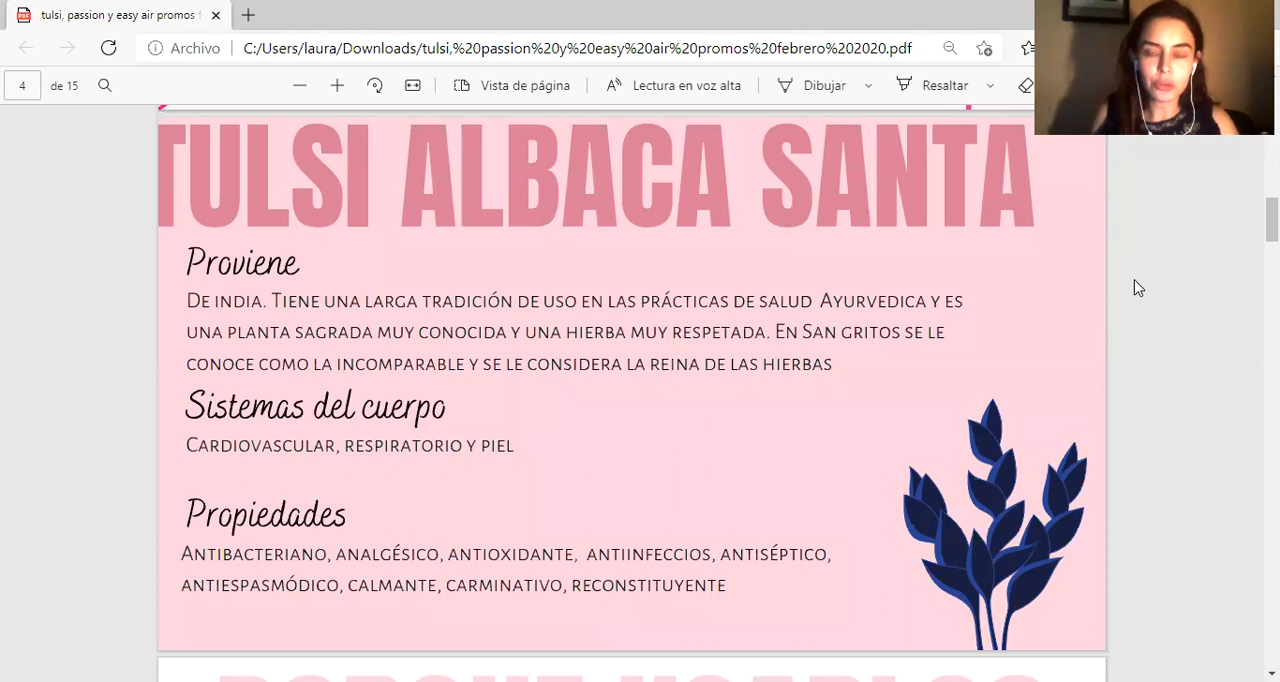 tulsi, passion y easy air promos f
Archivo
C:/Users/laura/Downloads/tulsi,%20passion%20y%20easy%20air%20promos%20febrero%202020.pdf
4 de 15
Vista de página
Lectura en voz alta
Dibujar
Resaltar
TULSI ALBACA SANTA
Proviene
De india. Tiene una larga tradición de uso en las prácticas de salud Ayurvedica y es
una planta sagrada muy conocida y una hierba muy respetada. En San gritos se le
conoce como la incomparable y se le considera la reina de las hierbas
Sistemas del cuerpo
Cardiovascular, respiratorio y piel
Propiedades
Antibacteriano, analgésico, antioxidante, antiinfeccios, antiséptico,
antiespasmódico, calmante, carminativo, reconstituyente